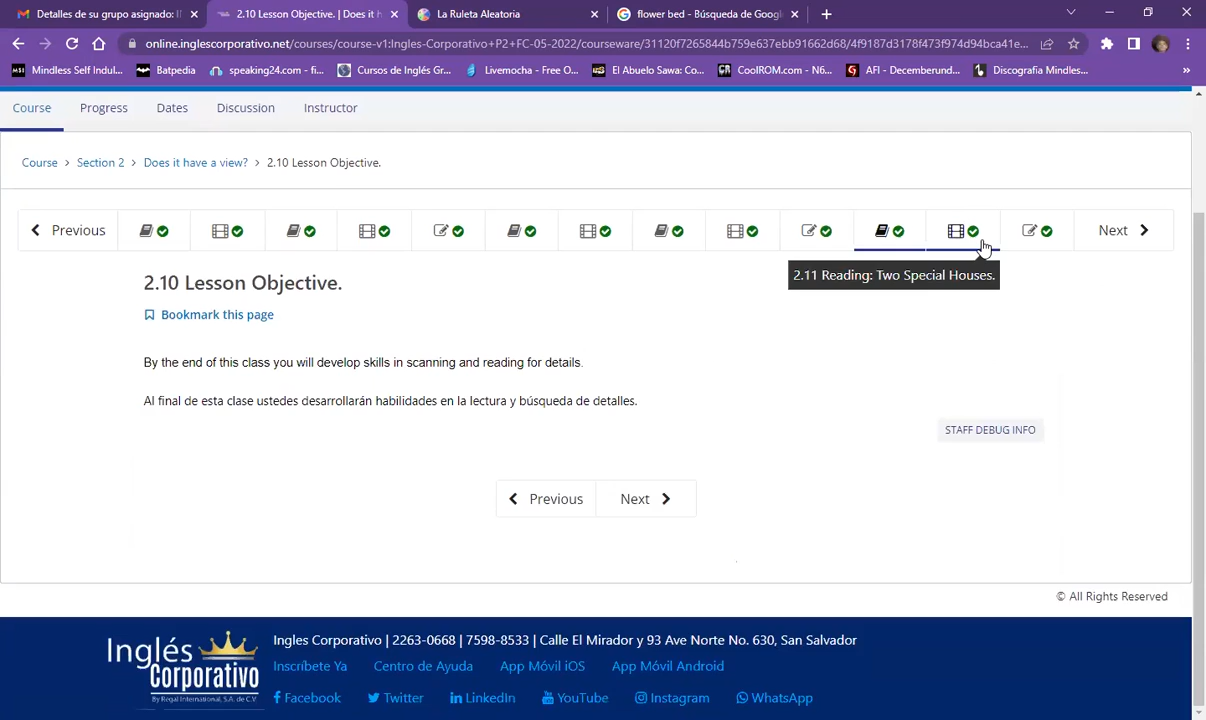 Detalles de su grupo asignado: II
2.10 Lesson Objective. | Does it h
La Ruleta Aleatoria
flower bed - Búsqueda de Googl
online.inglescorporativo.net/courses/course-v1:Ingles-Corporativo+P2+FC-05-2022/courseware/31120f7265844b759e637ebb91662d68/4f9187d3178f473f974d94bca41e...
Mindless Self Indul...
Batpedia
speaking24.com - fi...
Cursos de Inglés Gr...
Livemocha - Free O...
El Abuelo Sawa: Co...
CoolROM.com - N6...
AFI - Decemberund...
Discografia Mindles...
Course
Progress
Dates
Discussion
Instructor
Course > Section 2 > Does it have a view? > 2.10 Lesson Objective.
Previous
Next
2.11 Reading: Two Special Houses.
2.10 Lesson Objective.
Bookmark this page
By the end of this class you will develop skills in scanning and reading for details.
Al final de esta clase ustedes desarrollarán habilidades en la lectura y búsqueda de detalles.
STAFF DEBUG INFO
Previous
Next
© All Rights Reserved
Inglés Corporativo
By Regal International, S.A. de C.V
Ingles Corporativo | 2263-0668 | 7598-8533 | Calle El Mirador y 93 Ave Norte No. 630, San Salvador
Inscríbete Ya
Centro de Ayuda
App Móvil iOS
App Móvil Android
Facebook
Twitter
LinkedIn
YouTube
Instagram
WhatsApp